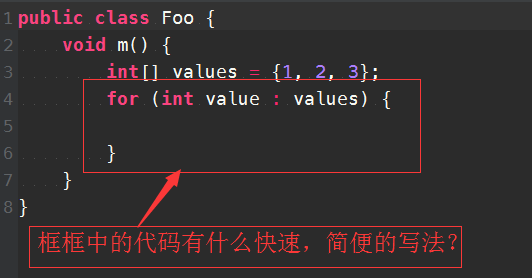 1 public class Foo {
2     void m() {
3         int[] values = {1, 2, 3};
4         for (int value : values) {
5
6         }
7     }
8 }
框框中的代码有什么快速，简便的写法？